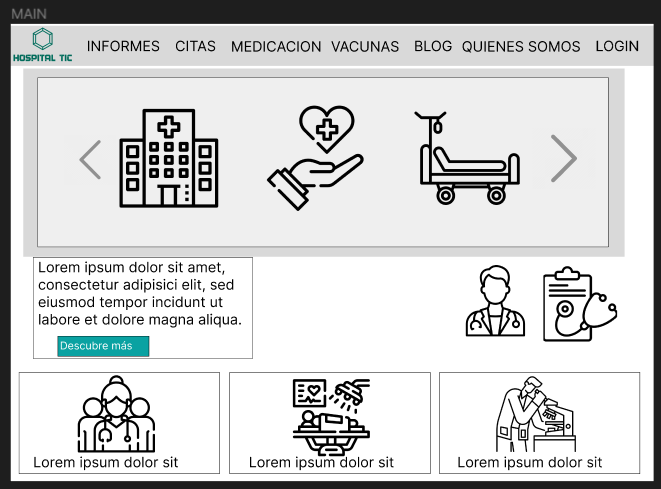 MAIN
HOSPITAL TIC
INFORMES CITAS MEDICACION VACUNAS BLOG QUIENES SOMOS LOGIN
Lorem ipsum dolor sit amet,
consectetur adipisici elit, sed
eiusmod tempor incidunt ut
labore et dolore magna aliqua.
Descubre más
Lorem ipsum dolor sit
Lorem ipsum dolor sit
Lorem ipsum dolor sit